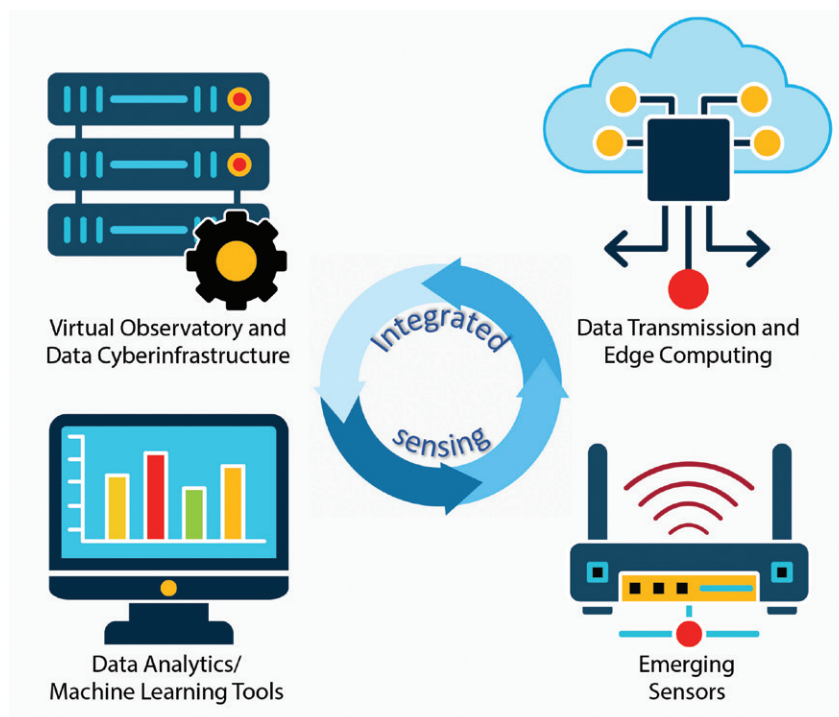 Virtual Observatory and
Data Cyberinfrastructure
Data Transmission and
Edge Computing
Integrated
sensing
Data Analytics/
Machine Learning Tools
Emerging
Sensors